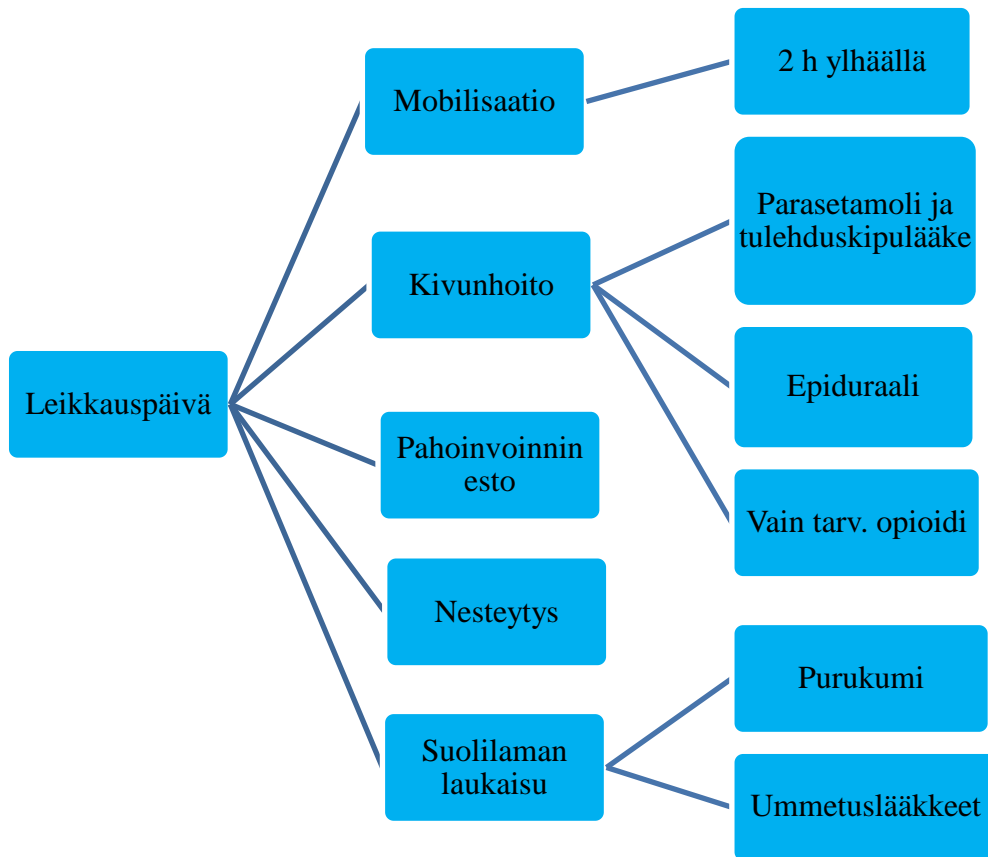 Leikkauspäivä
Mobilisaatio
2 h ylhäällä
Kivunhoito
Parasetamoli ja
tulehduskipulääke
Epiduraali
Vain tarv. opioidi
Pahoinvoinnin
esto
Nesteytys
Suolilaman
laukaisu
Purukumi
Ummetuslääkkeet